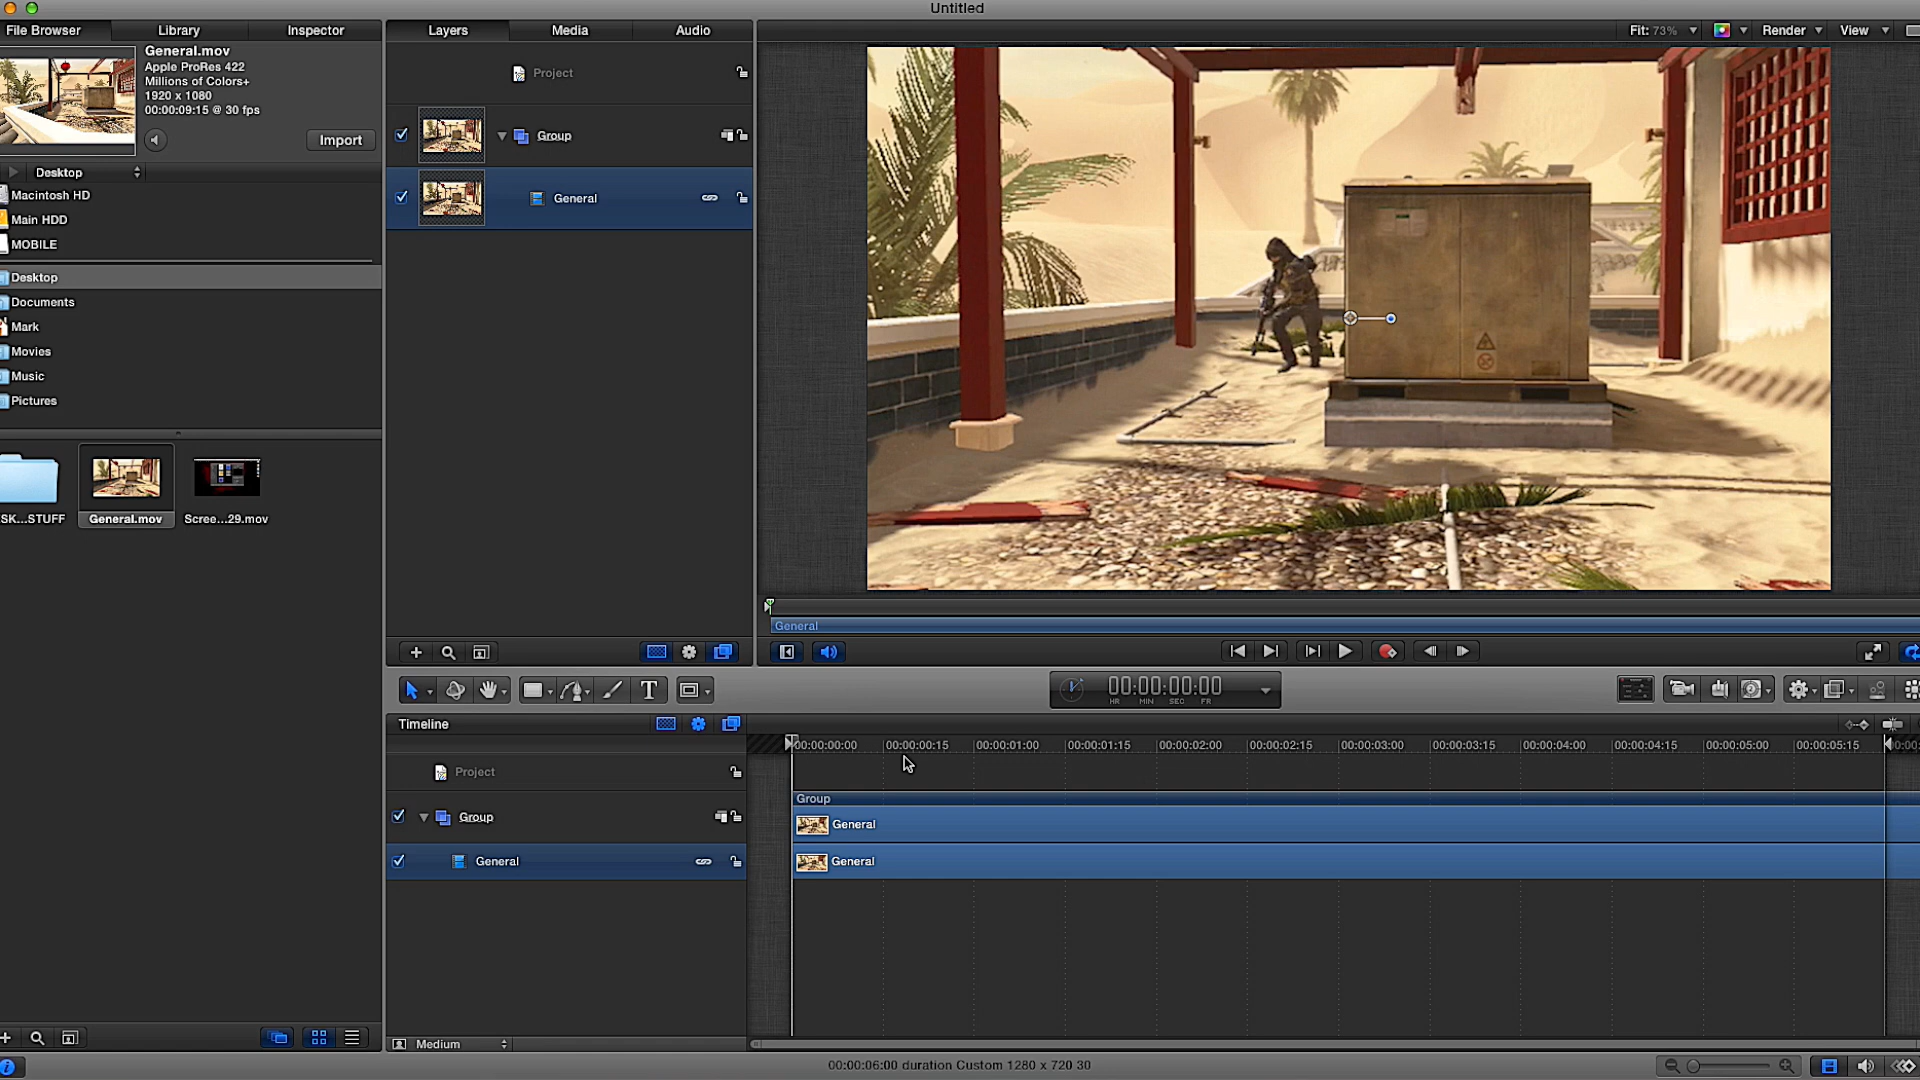 Untitled
File Browser
Library
Inspector
Layers
Media
Audio
Fit: 73%
Render
View
General.mov
Apple ProRes 422
Millions of Colors+
1920 x 1080
00:00:09:15 @ 30 fps
Import
Desktop
Macintosh HD
Main HDD
MOBILE
Desktop
Documents
Mark
Movies
Music
Pictures
SK...STUFF
General.mov
Scree...29.mov
Project
Group
General
General
00:00:00:00
HR MIN SEC FR
Timeline
00:00:00:00 00:00:00:15 00:00:01:00 00:00:01:15 00:00:02:00 00:00:02:15 00:00:03:00 00:00:03:15 00:00:04:00 00:00:04:15 00:00:05:00 00:00:05:15
Project
Group
General
Group
General
General
Medium
00:00:06:00 duration Custom 1280 x 720 30